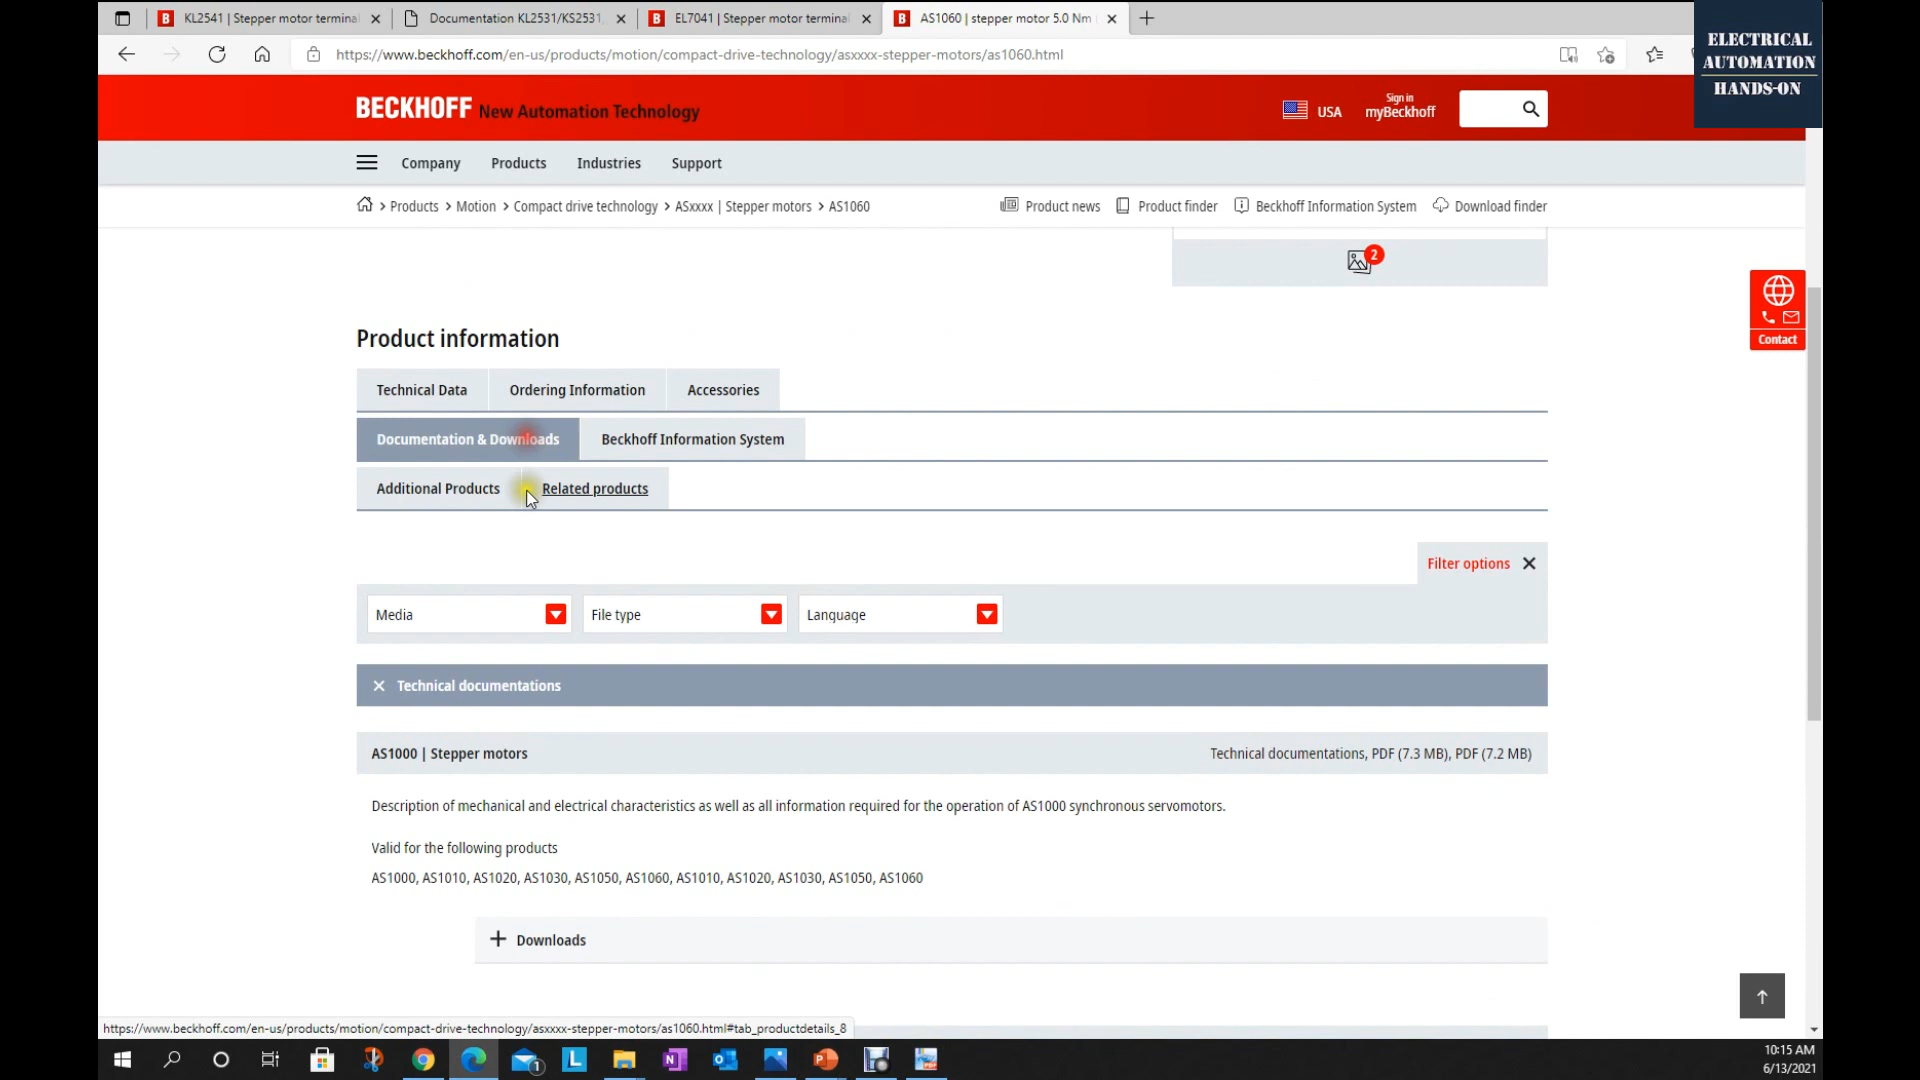 KL2541 | Stepper motor terminal
Documentation KL2531/KS2531,
EL7041 | Stepper motor terminal
AS1060 | stepper motor 5.0 Nm
ELECTRICAL
AUTOMATION
HANDS-ON
https://www.beckhoff.com/en-us/products/motion/compact-drive-technology/asxxxx-stepper-motors/as1060.html
BECKHOFF New Automation Technology
USA
Sign in
myBeckhoff
Company Products Industries Support
> Products > Motion > Compact drive technology > ASxxxx | Stepper motors > AS1060
Product news Product finder Beckhoff Information System Download finder
2
Contact
Product information
Technical Data Ordering Information Accessories
Documentation & Downloads Beckhoff Information System
Additional Products Related products
Filter options
Media File type Language
Technical documentations
AS1000 | Stepper motors Technical documentations, PDF (7.3 MB), PDF (7.2 MB)
Description of mechanical and electrical characteristics as well as all information required for the operation of AS1000 synchronous servomotors.
Valid for the following products
AS1000, AS1010, AS1020, AS1030, AS1050, AS1060, AS1010, AS1020, AS1030, AS1050, AS1060
+ Downloads
https://www.beckhoff.com/en-us/products/motion/compact-drive-technology/asxxxx-stepper-motors/as1060.html#tab_productdetails_8
10:15 AM
6/13/2021